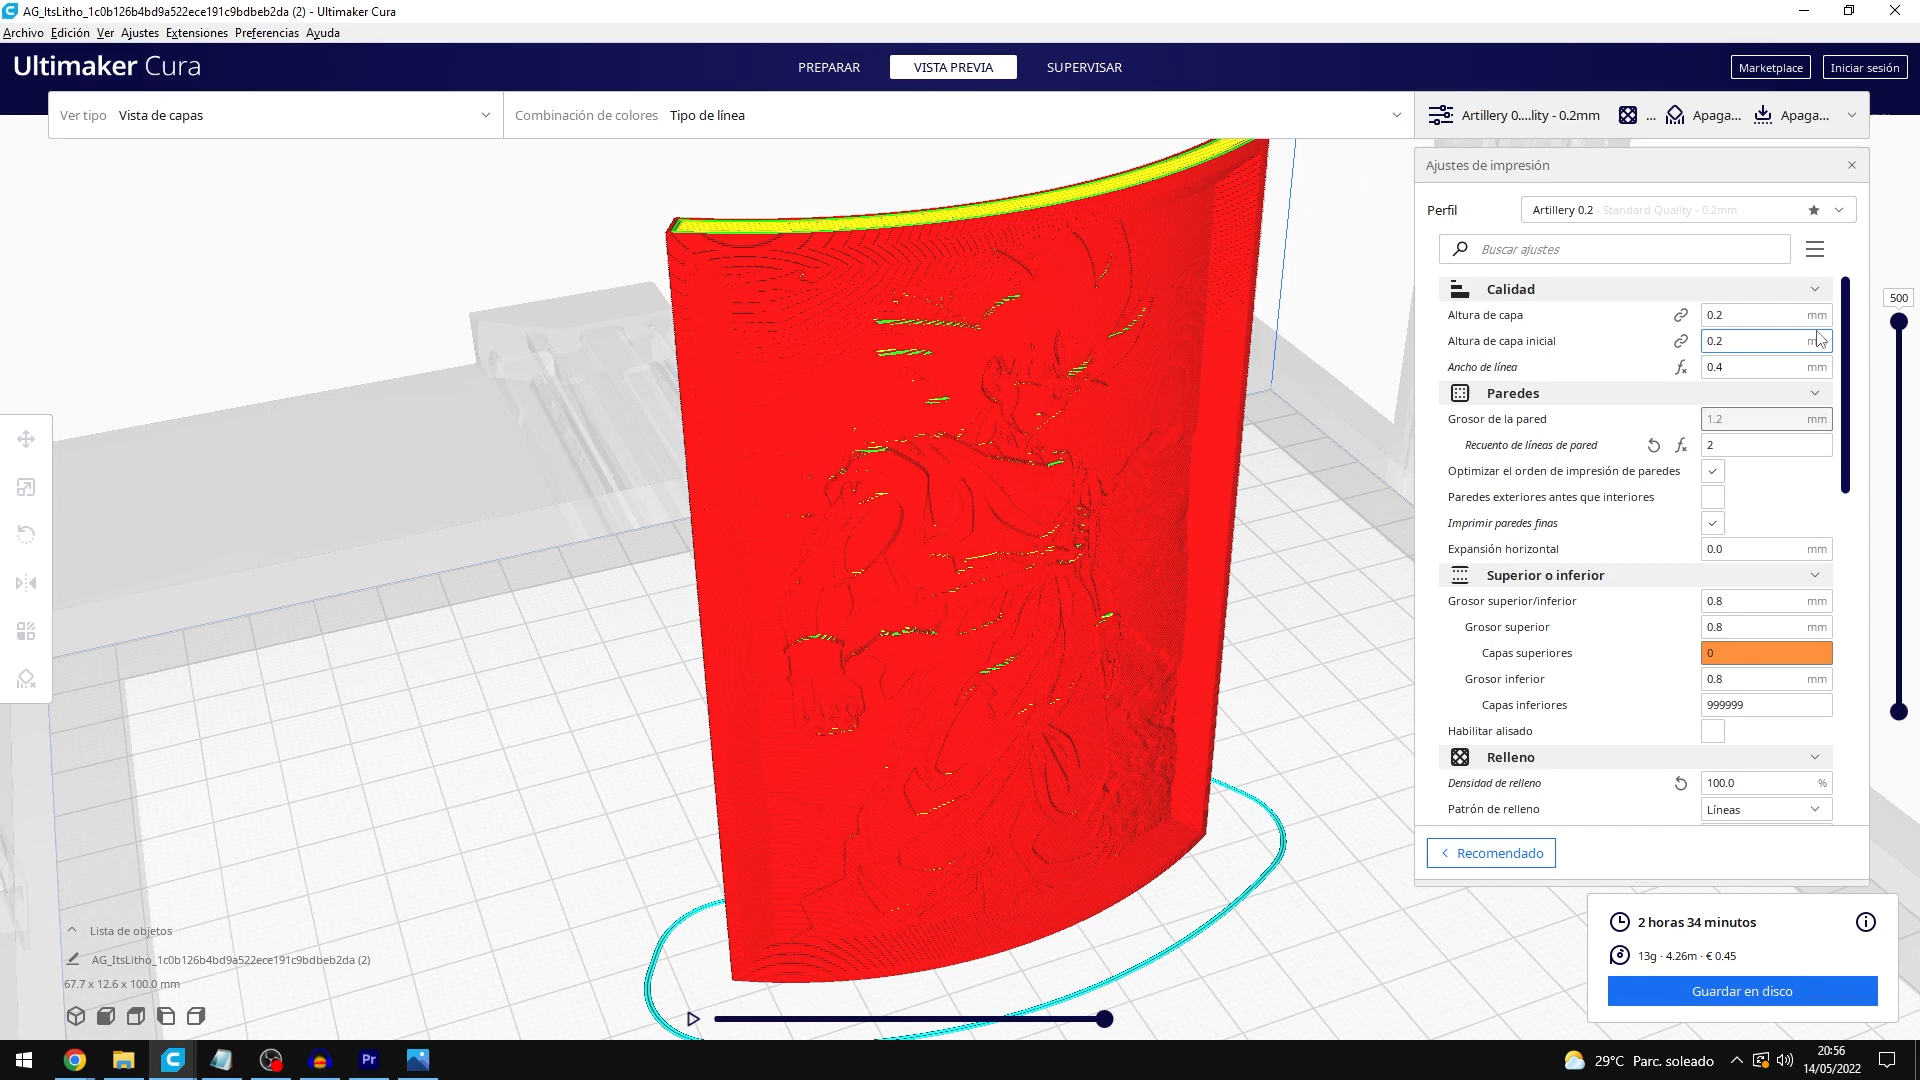 AG_ItsLitho_1c0b126b4bd9a522ece191c9bdbeb2da (2) - Ultimaker Cura
Archivo Edición Ver Ajustes Extensiones Preferencias Ayuda
Ultimaker Cura
PREPARAR VISTA PREVIA SUPERVISAR
Marketplace Iniciar sesión
Ver tipo Vista de capas
Combinación de colores Tipo de línea
Artillery 0....lity - 0.2mm ... Apaga... Apaga...
Ajustes de impresión
Perfil Artillery 0.2 - Standard Quality - 0.2mm
Buscar ajustes
Calidad
Altura de capa 0.2 mm
Altura de capa inicial 0.2
Ancho de línea 0.4 mm
Paredes
Grosor de la pared 1.2 mm
Recuento de líneas de pared 2
Optimizar el orden de impresión de paredes
Paredes exteriores antes que interiores
Imprimir paredes finas
Expansión horizontal 0.0 mm
Superior o inferior
Grosor superior/inferior 0.8 mm
Grosor superior 0.8 mm
Capas superiores 0
Grosor inferior 0.8 mm
Capas inferiores 999999
Habilitar alisado
Relleno
Densidad de relleno 100.0 %
Patrón de relleno Líneas
Recomendado
500
2 horas 34 minutos
13g · 4.26m · € 0.45
Guardar en disco
Lista de objetos
AG_ItsLitho_1c0b126b4bd9a522ece191c9bdbeb2da (2)
67.7 x 12.6 x 100.0 mm
Pr
29°C Parc. soleado
20:56
14/05/2022